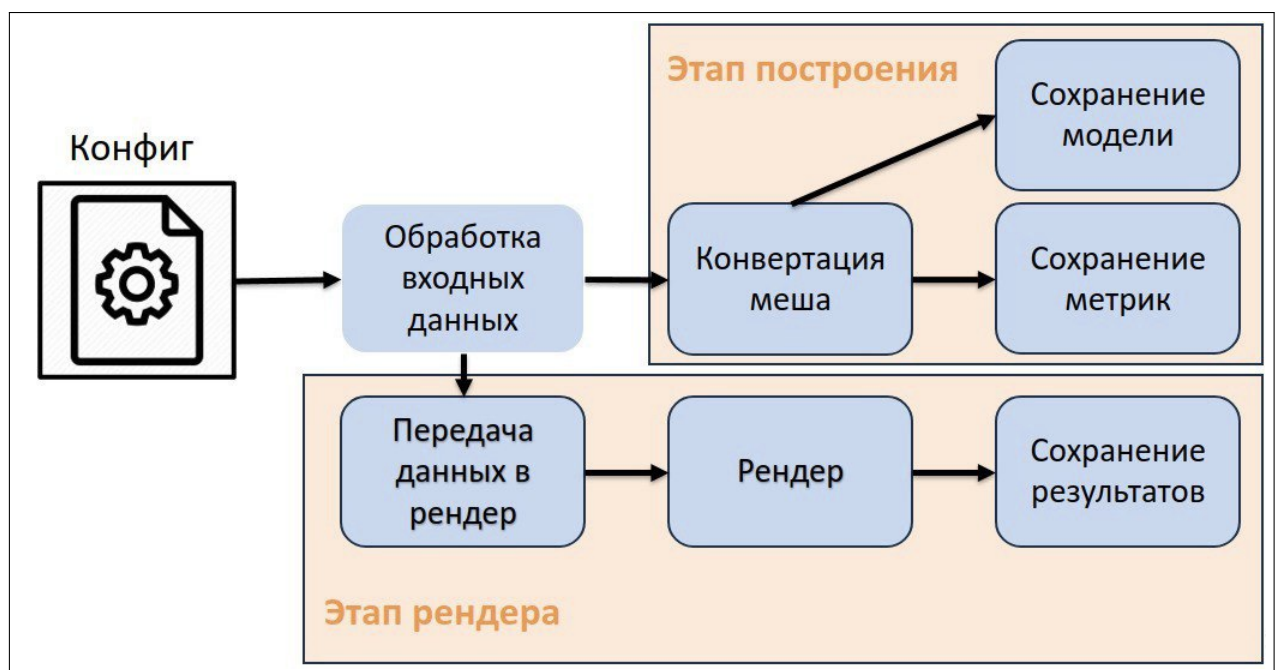 Этап построения
Сохранение
модели
Конфиг
Обработка
входных
данных
Конвертация
меша
Сохранение
метрик
Передача
данных в
рендер
Рендер
Сохранение
результатов
Этап рендера